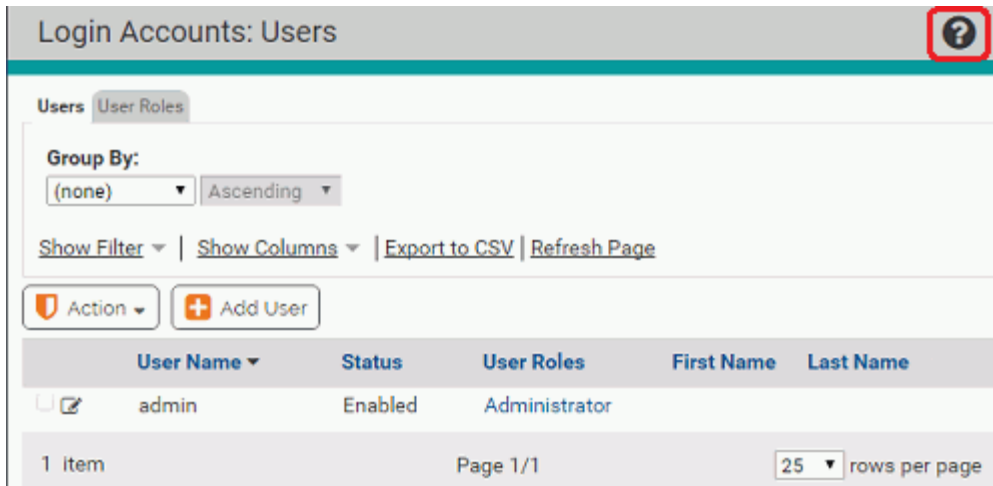 Login Accounts: Users ?
Users User Roles
Group By:
(none) Ascending
Show Filter | Show Columns | Export to CSV | Refresh Page
Action Add User
User Name Status User Roles First Name Last Name
admin Enabled Administrator
1 item Page 1/1 25 rows per page